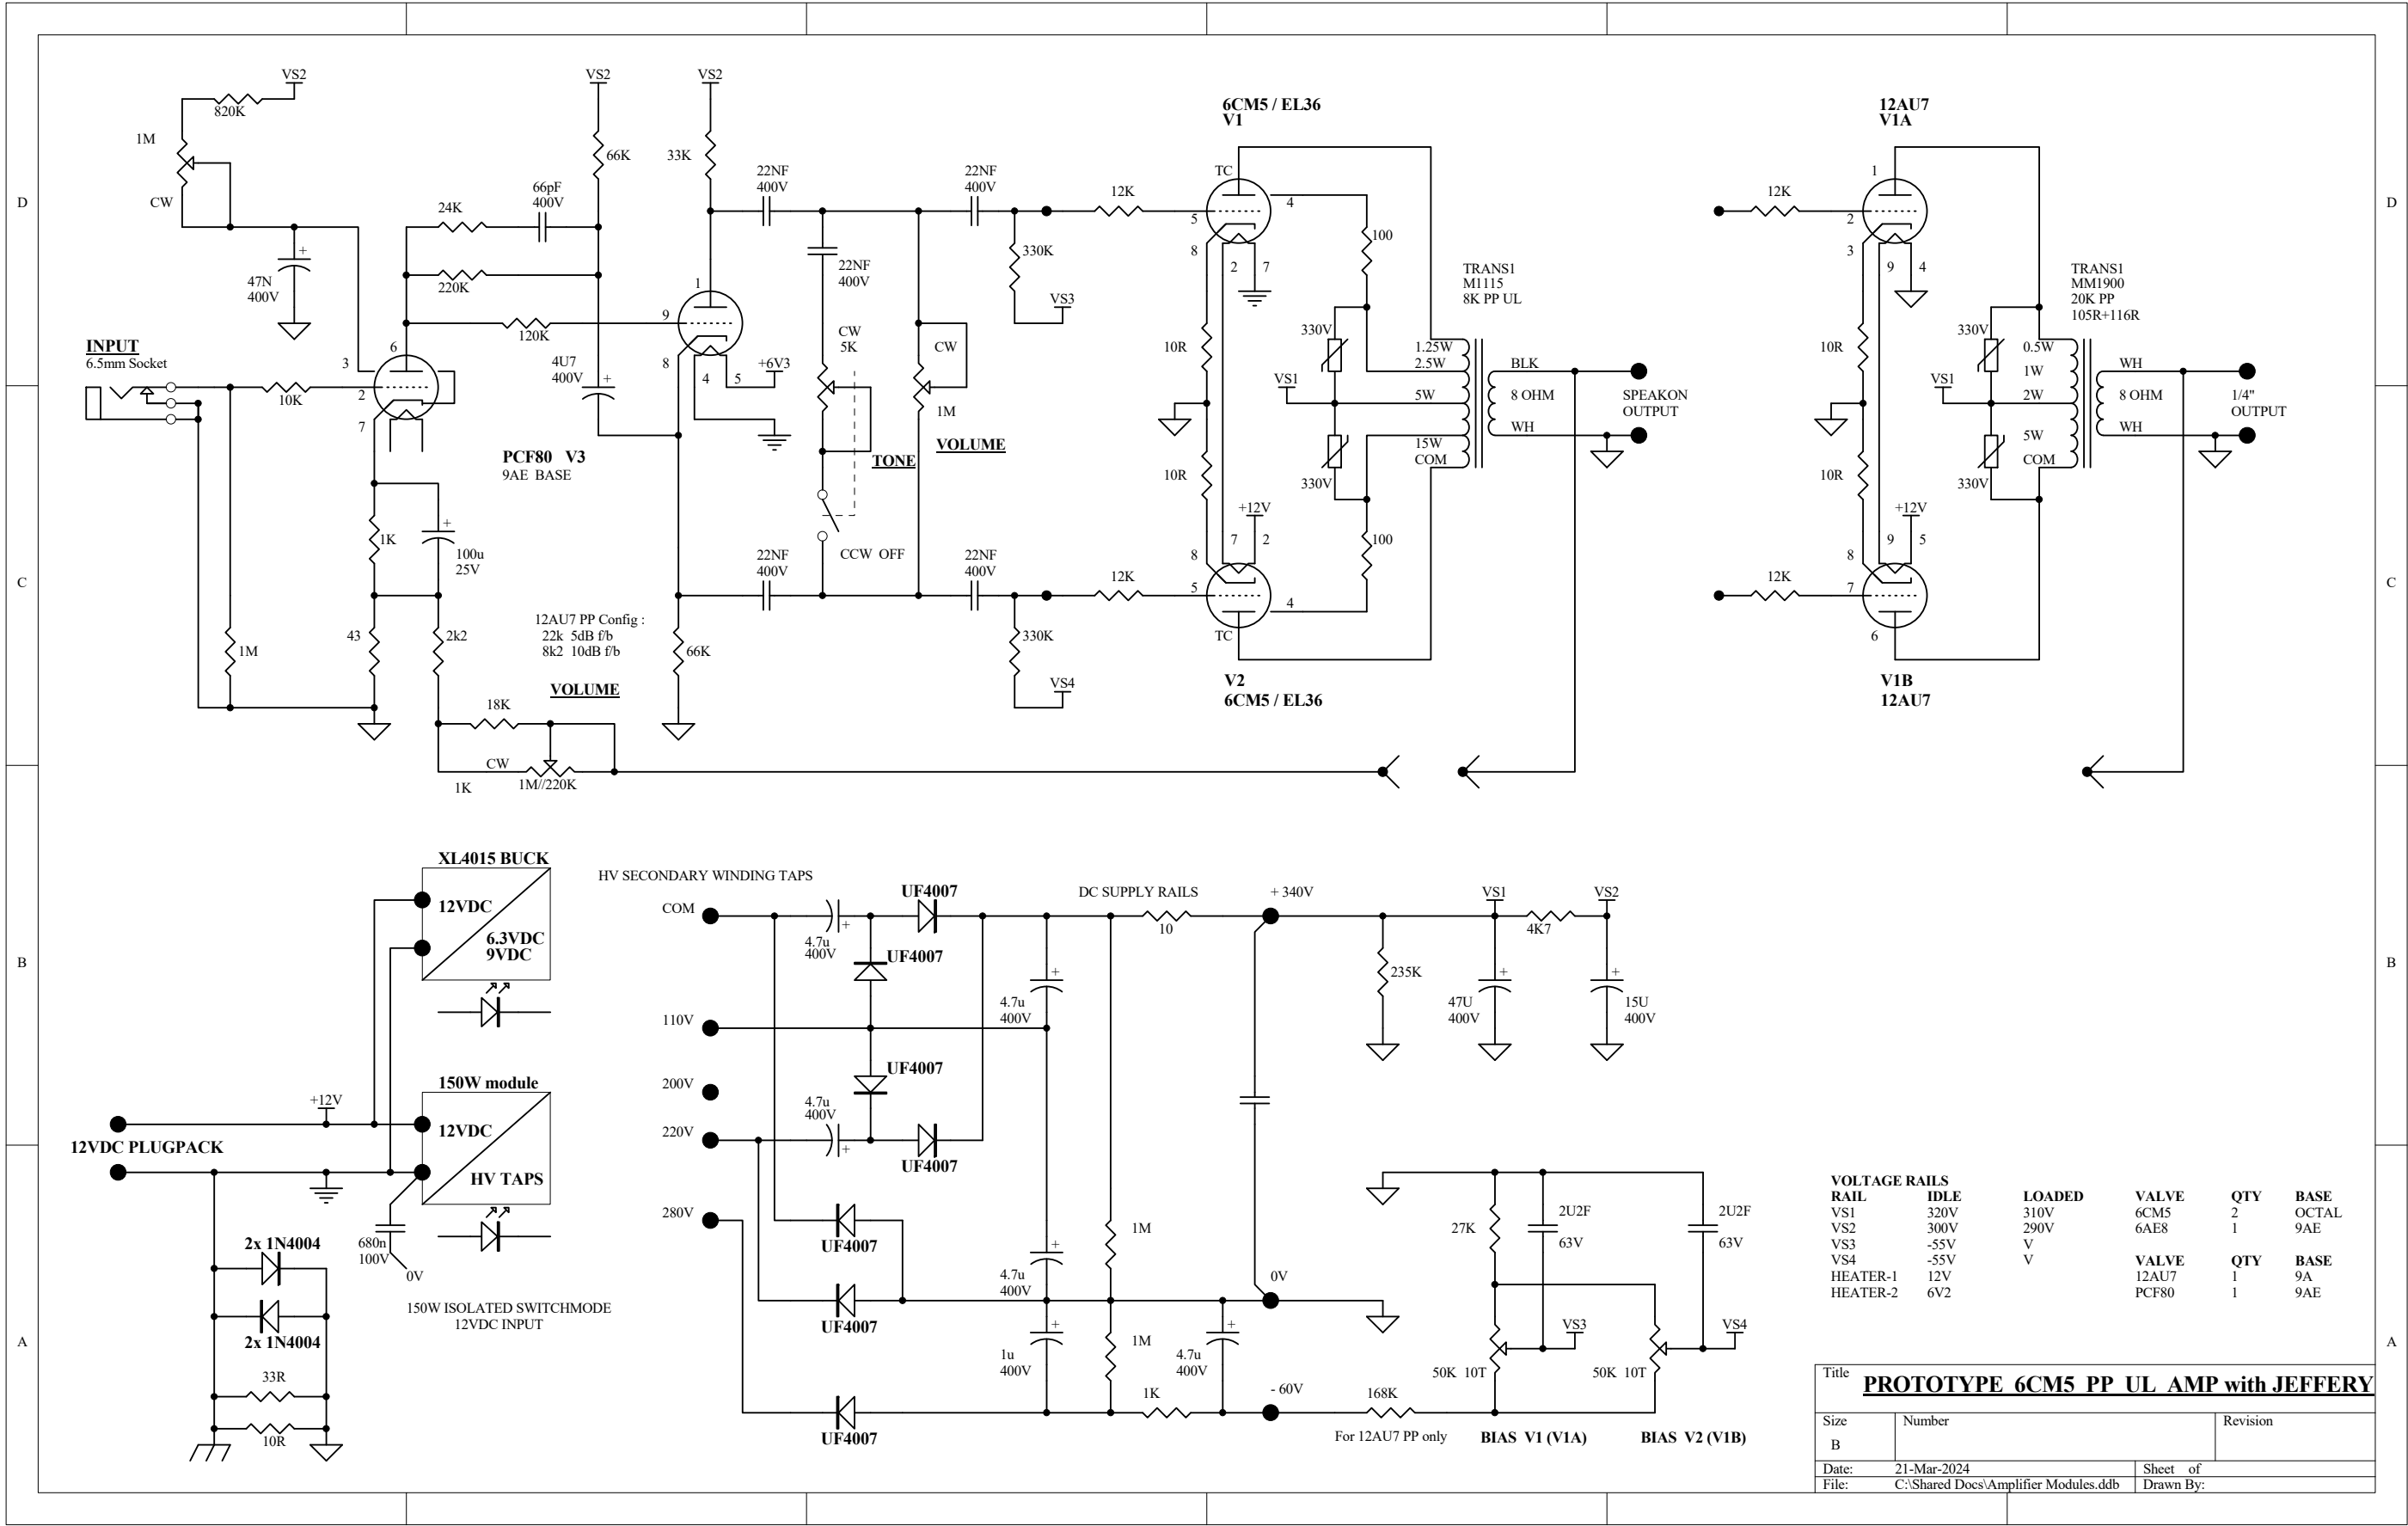 VS2
820K
1M
CW
47N
400V
INPUT
6.5mm Socket
10K
3
2
6
7
24K
66pF
400V
220K
120K
VS2
66K
4U7
400V
VS2
33K
1
9
8
4
5
+6V3
PCF80 V3
9AE BASE
1K
100u
25V
43
2k2
1M
12AU7 PP Config :
22k 5dB f/b
8k2 10dB f/b
VOLUME
18K
CW
1K
1M//220K
66K
22NF
400V
22NF
400V
22NF
400V
CW
5K
CW
1M
TONE
VOLUME
CCW OFF
22NF
400V
22NF
400V
330K
VS3
330K
VS4
12K
12K
6CM5 / EL36
V1
TC
5
4
8
2
7
100
330V
10R
VS1
10R
330V
+12V
7
2
8
5
4
TC
100
V2
6CM5 / EL36
TRANS1
M1115
8K PP UL
1.25W
2.5W
5W
15W
COM
BLK
8 OHM
WH
SPEAKON
OUTPUT
12AU7
V1A
12K
1
2
3
9
4
10R
330V
VS1
10R
330V
+12V
9
5
8
12K
7
6
V1B
12AU7
TRANS1
MM1900
20K PP
105R+116R
0.5W
1W
2W
5W
COM
WH
8 OHM
WH
1/4"
OUTPUT
XL4015 BUCK
12VDC
6.3VDC
9VDC
150W module
12VDC
HV TAPS
+12V
12VDC PLUGPACK
680n
100V
0V
2x 1N4004
2x 1N4004
33R
10R
150W ISOLATED SWITCHMODE
12VDC INPUT
HV SECONDARY WINDING TAPS
COM
110V
200V
220V
280V
4.7u
400V
UF4007
UF4007
UF4007
4.7u
400V
UF4007
UF4007
UF4007
UF4007
DC SUPPLY RAILS
10
+ 340V
4.7u
400V
4.7u
400V
1M
1u
400V
1M
4.7u
400V
1K
0V
- 60V
235K
VS1
4K7
VS2
47U
400V
15U
400V
27K
2U2F
63V
2U2F
63V
VS3
VS4
50K 10T
50K 10T
168K
For 12AU7 PP only
BIAS V1 (V1A)
BIAS V2 (V1B)
VOLTAGE RAILS
RAIL IDLE LOADED VALVE QTY BASE
VS1 320V 310V 6CM5 2 OCTAL
VS2 300V 290V 6AE8 1 9AE
VS3 -55V V
VS4 -55V V VALVE QTY BASE
HEATER-1 12V 12AU7 1 9A
HEATER-2 6V2 PCF80 1 9AE
Title PROTOTYPE 6CM5 PP UL AMP with JEFFERY
Size Number Revision
B
Date: 21-Mar-2024 Sheet of
File: C:\Shared Docs\Amplifier Modules.ddb Drawn By:
D
C
B
A
D
C
B
A